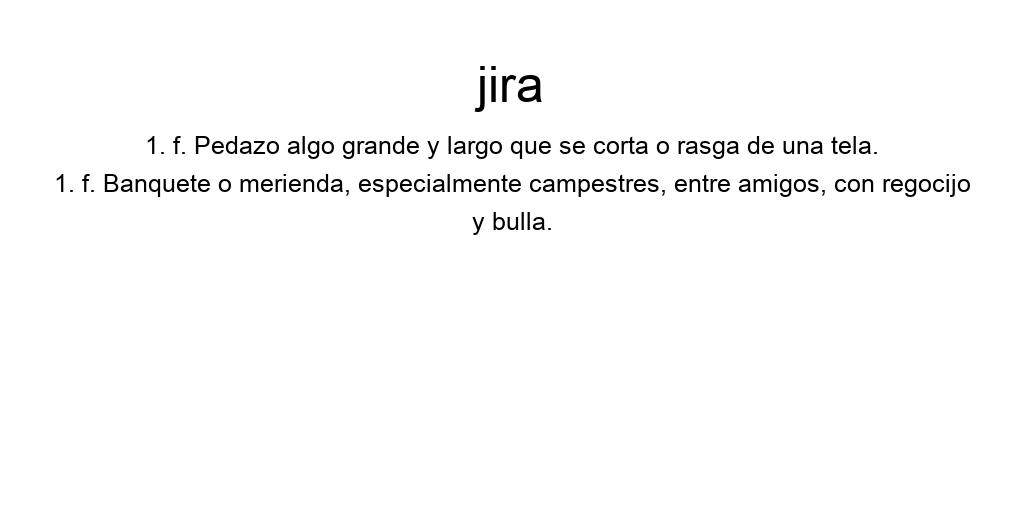 jira
1. f. Pedazo algo grande y largo que se corta o rasga de una tela.
1. f. Banquete o merienda, especialmente campestres, entre amigos, con regocijo
y bulla.